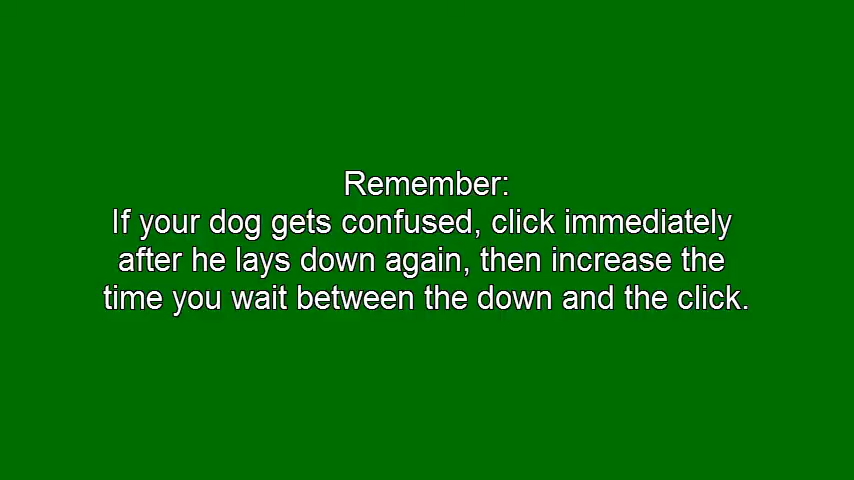 Remember:
If your dog gets confused, click immediately
after he lays down again, then increase the
time you wait between the down and the click.